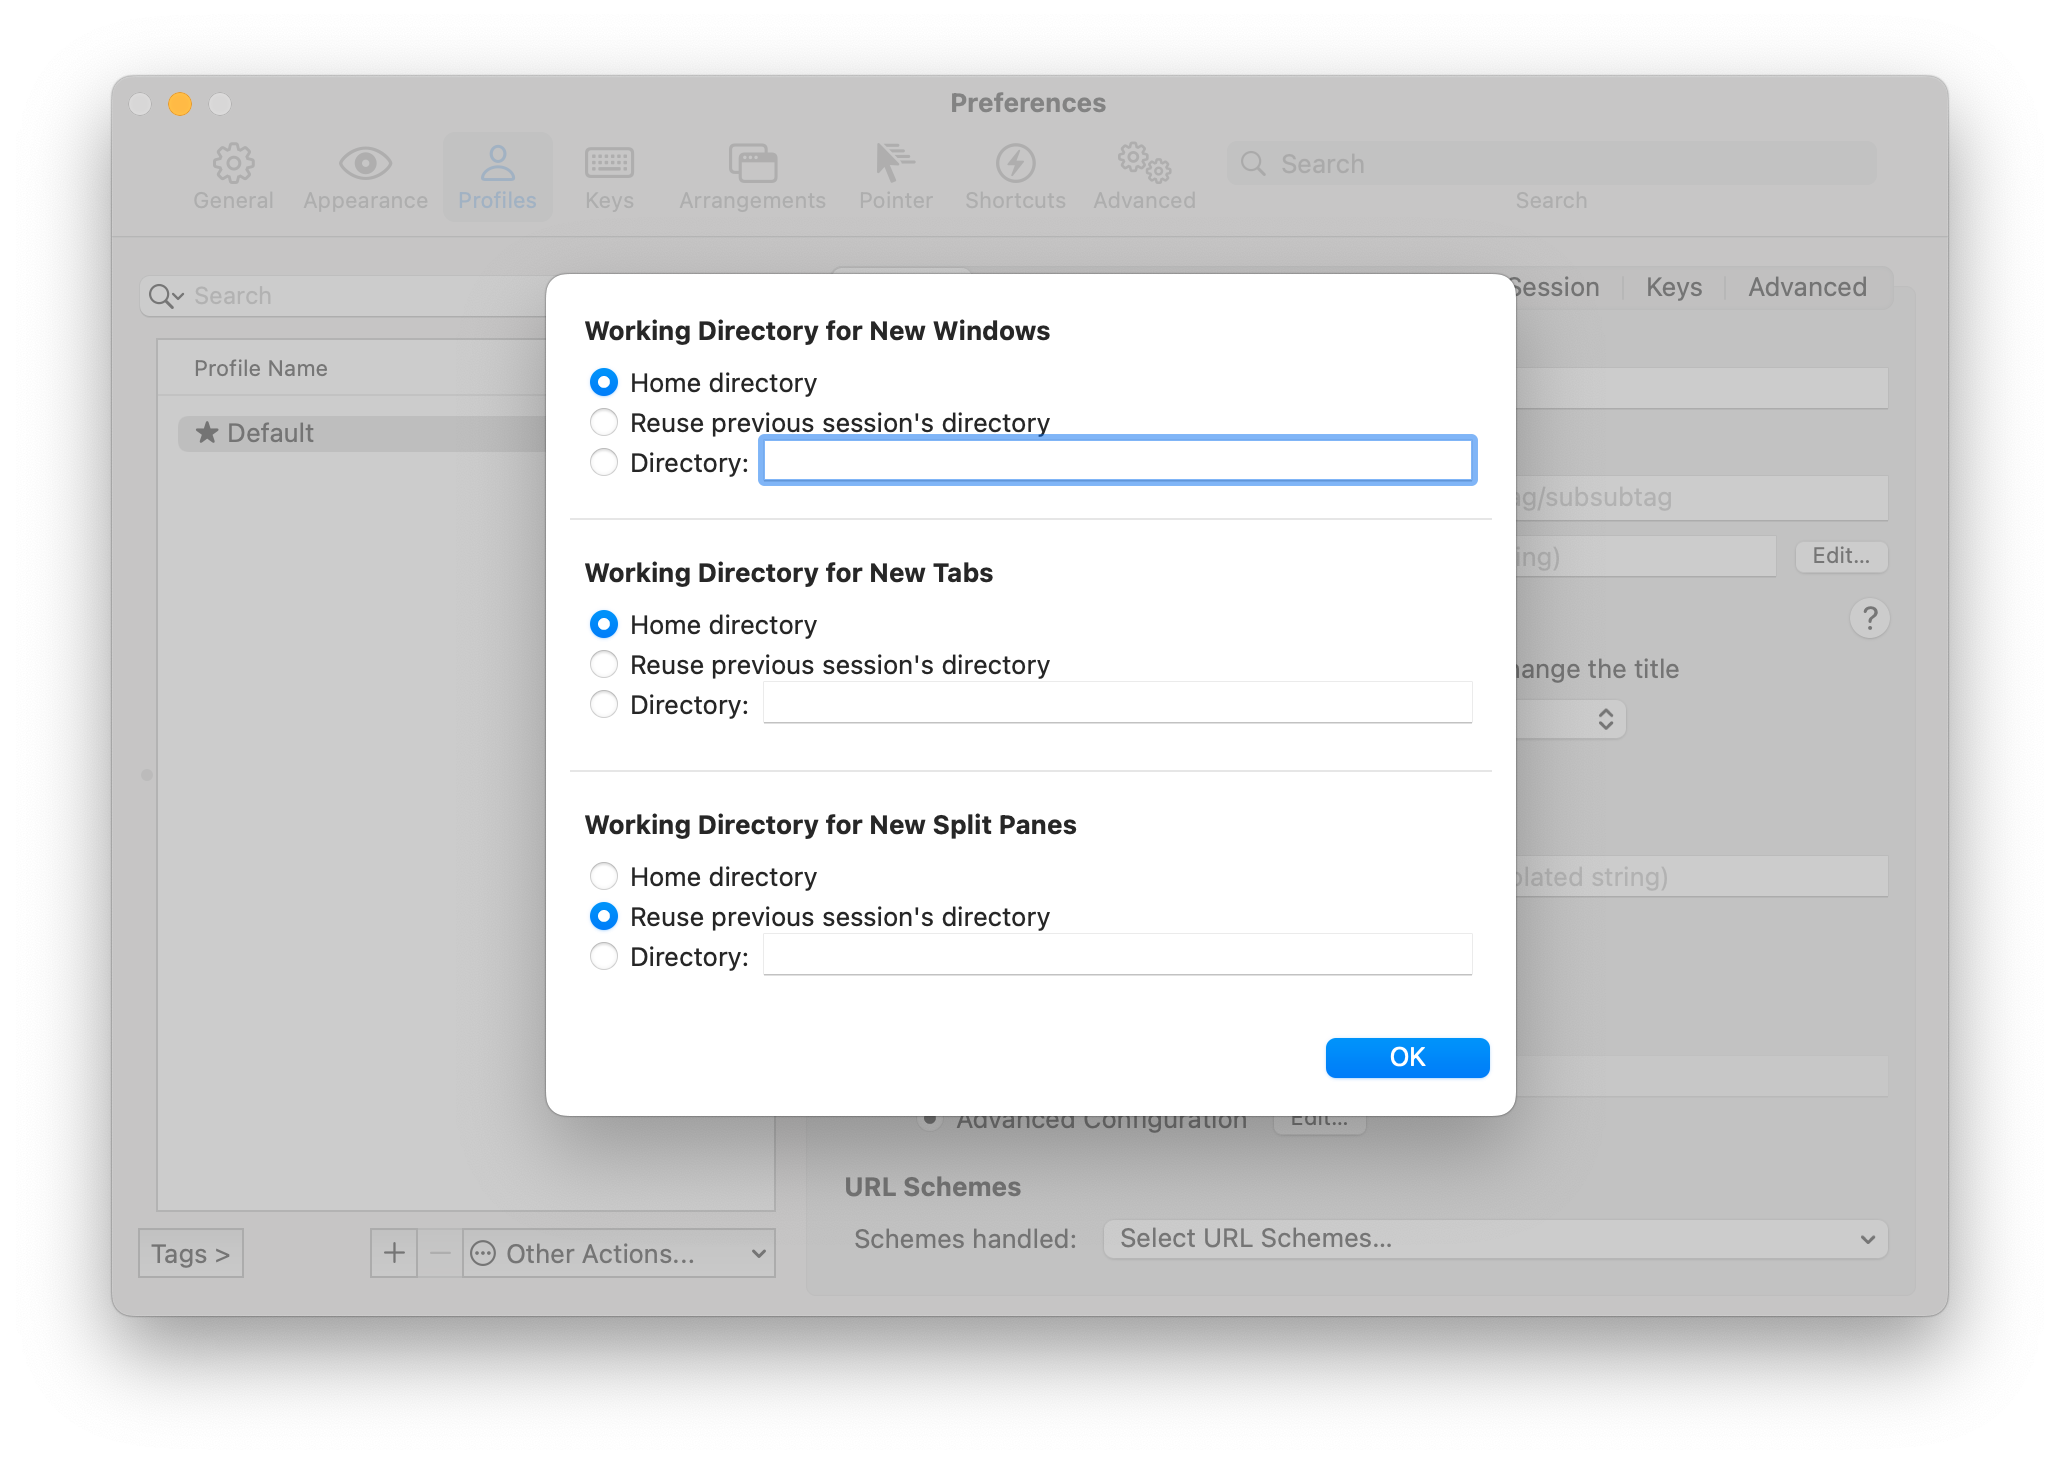 Preferences
General
Appearance
Profiles
Keys
Arrangements
Pointer
Shortcuts
Advanced
Search
Search
Search
Session
Keys
Advanced
Profile Name
Default
Working Directory for New Windows
Home directory
Reuse previous session's directory
Directory:
Working Directory for New Tabs
Home directory
Reuse previous session's directory
Directory:
Working Directory for New Split Panes
Home directory
Reuse previous session's directory
Directory:
OK
ag/subsubtag
ing)
Edit...
?
hange the title
olated string)
Advanced Configuration
Edit...
URL Schemes
Schemes handled:
Select URL Schemes...
Tags >
Other Actions...